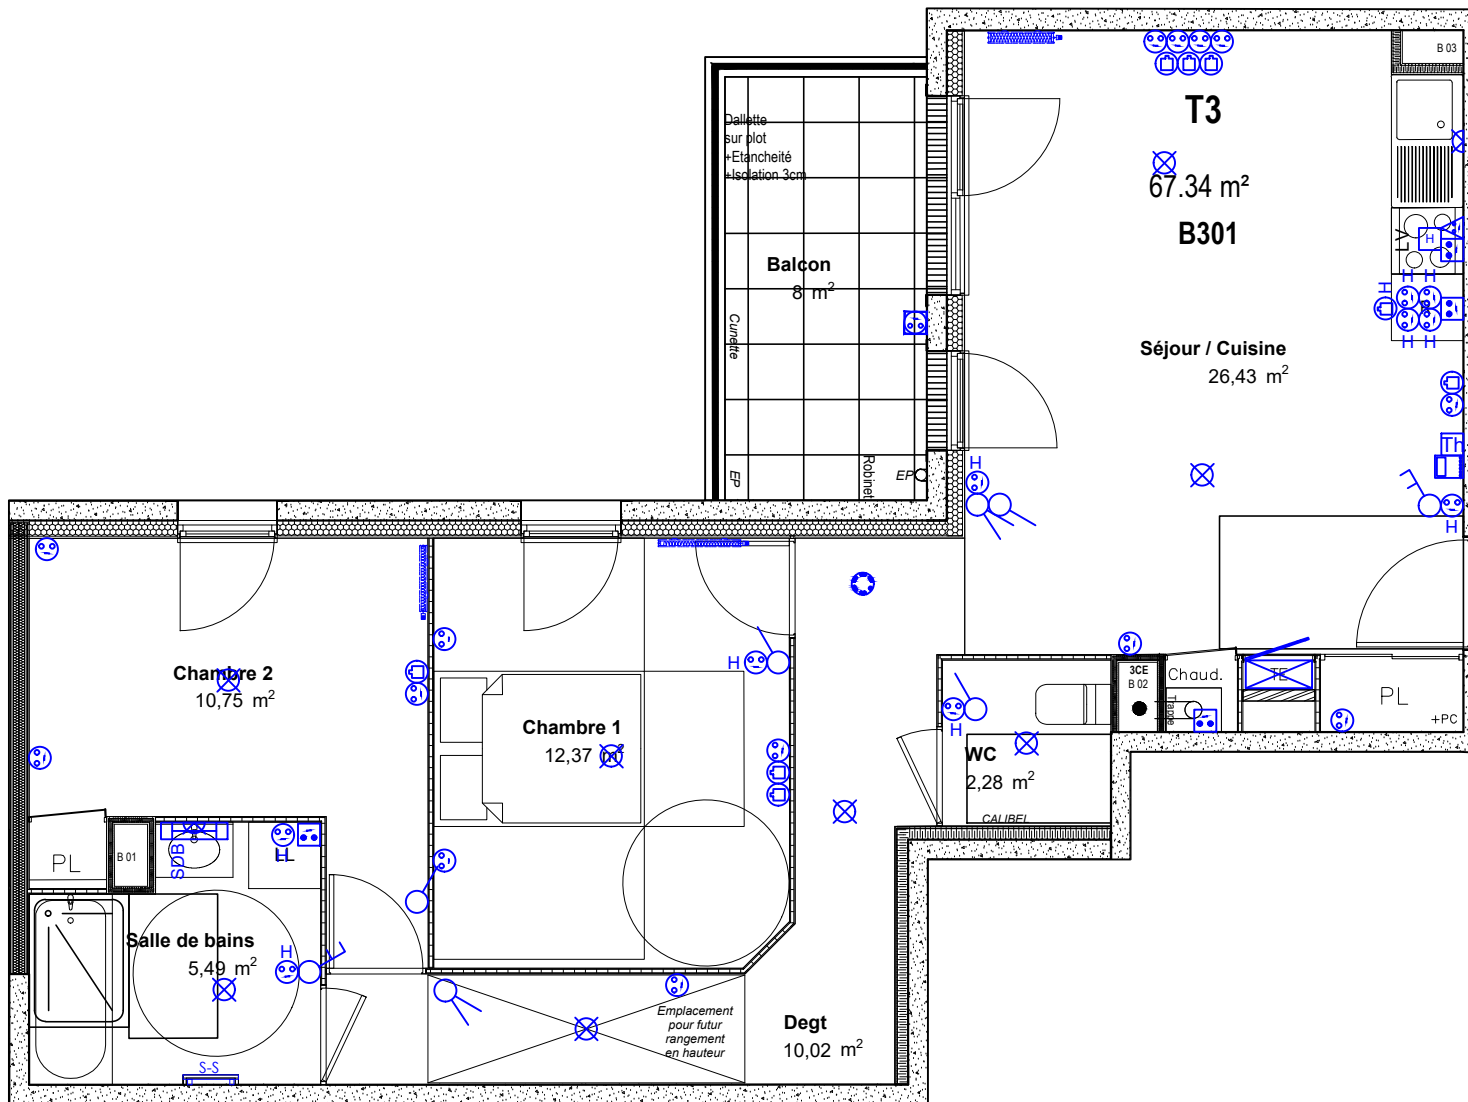 B 03
T3
67.34 m²
B301
Dallette
sur plot
+Etancheité
+Isolation 3cm
Balcon
8 m²
Cunette
EP
Robinet
EP
LV
H
H
H
H
H
H
Séjour / Cuisine
26,43 m²
Th
H
H
Chambre 2
10,75 m²
Chambre 1
12,37 m²
H
H
WC
2,28 m²
CALIBEL
3CE
B 02
Chaud.
Trappe
TE
PL
+PC
PL
B 01
SDB
H
LL
Salle de bains
5,49 m²
H
S-S
Emplacement
pour futur
rangement
en hauteur
Degt
10,02 m²